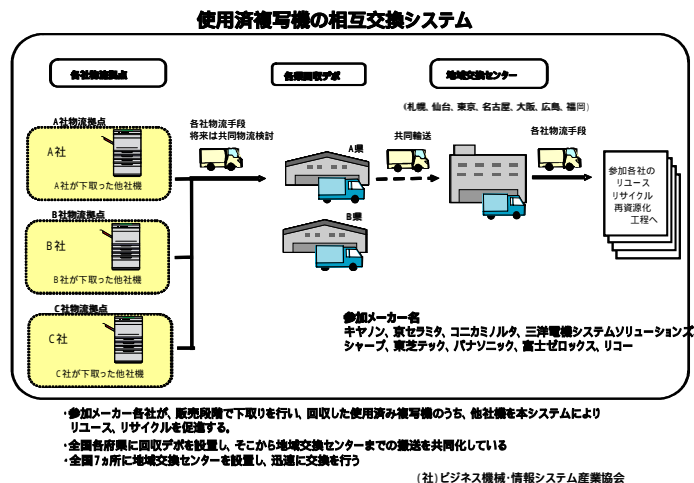 使用済複写機の相互交換システム
各社物流拠点
各県回収デポ
地域交換センター
(札幌、仙台、東京、名古屋、大阪、広島、福岡)
A社物流拠点
A社
A社が下取った他社機
各社物流手段
将来は共同物流検討
A県
共同輸送
各社物流手段
B社物流拠点
B社
B社が下取った他社機
B県
参加各社の
リユース
リサイクル
再資源化
工程へ
C社物流拠点
C社
C社が下取った他社機
参加メーカー名
キヤノン、京セラミタ、コニカミノルタ、三洋電機システムソリューションズ
シャープ、東芝テック、パナソニック、富士ゼロックス、リコー
・参加メーカー各社が、販売段階で下取りを行い、回収した使用済み複写機のうち、他社機を本システムにより
リユース、リサイクルを促進する。
・全国各府県に回収デポを設置し、そこから地域交換センターまでの搬送を共同化している
・全国7ヵ所に地域交換センターを設置し、迅速に交換を行う
(社)ビジネス機械・情報システム産業協会